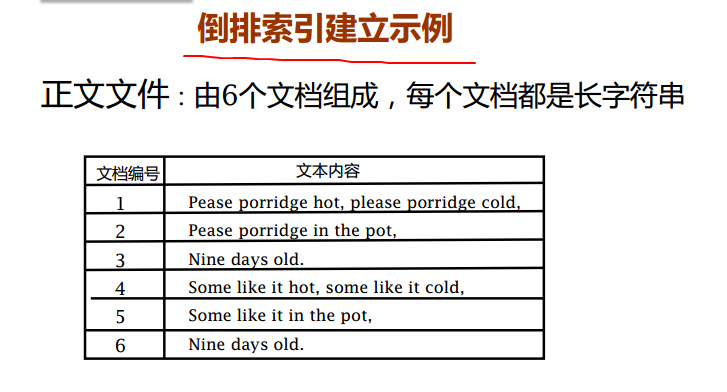 倒排索引建立示例
正文文件：由6个文档组成，每个文档都是长字符串
文档编号 文本内容
1 Pease porridge hot, please porridge cold,
2 Pease porridge in the pot,
3 Nine days old.
4 Some like it hot, some like it cold,
5 Some like it in the pot,
6 Nine days old.